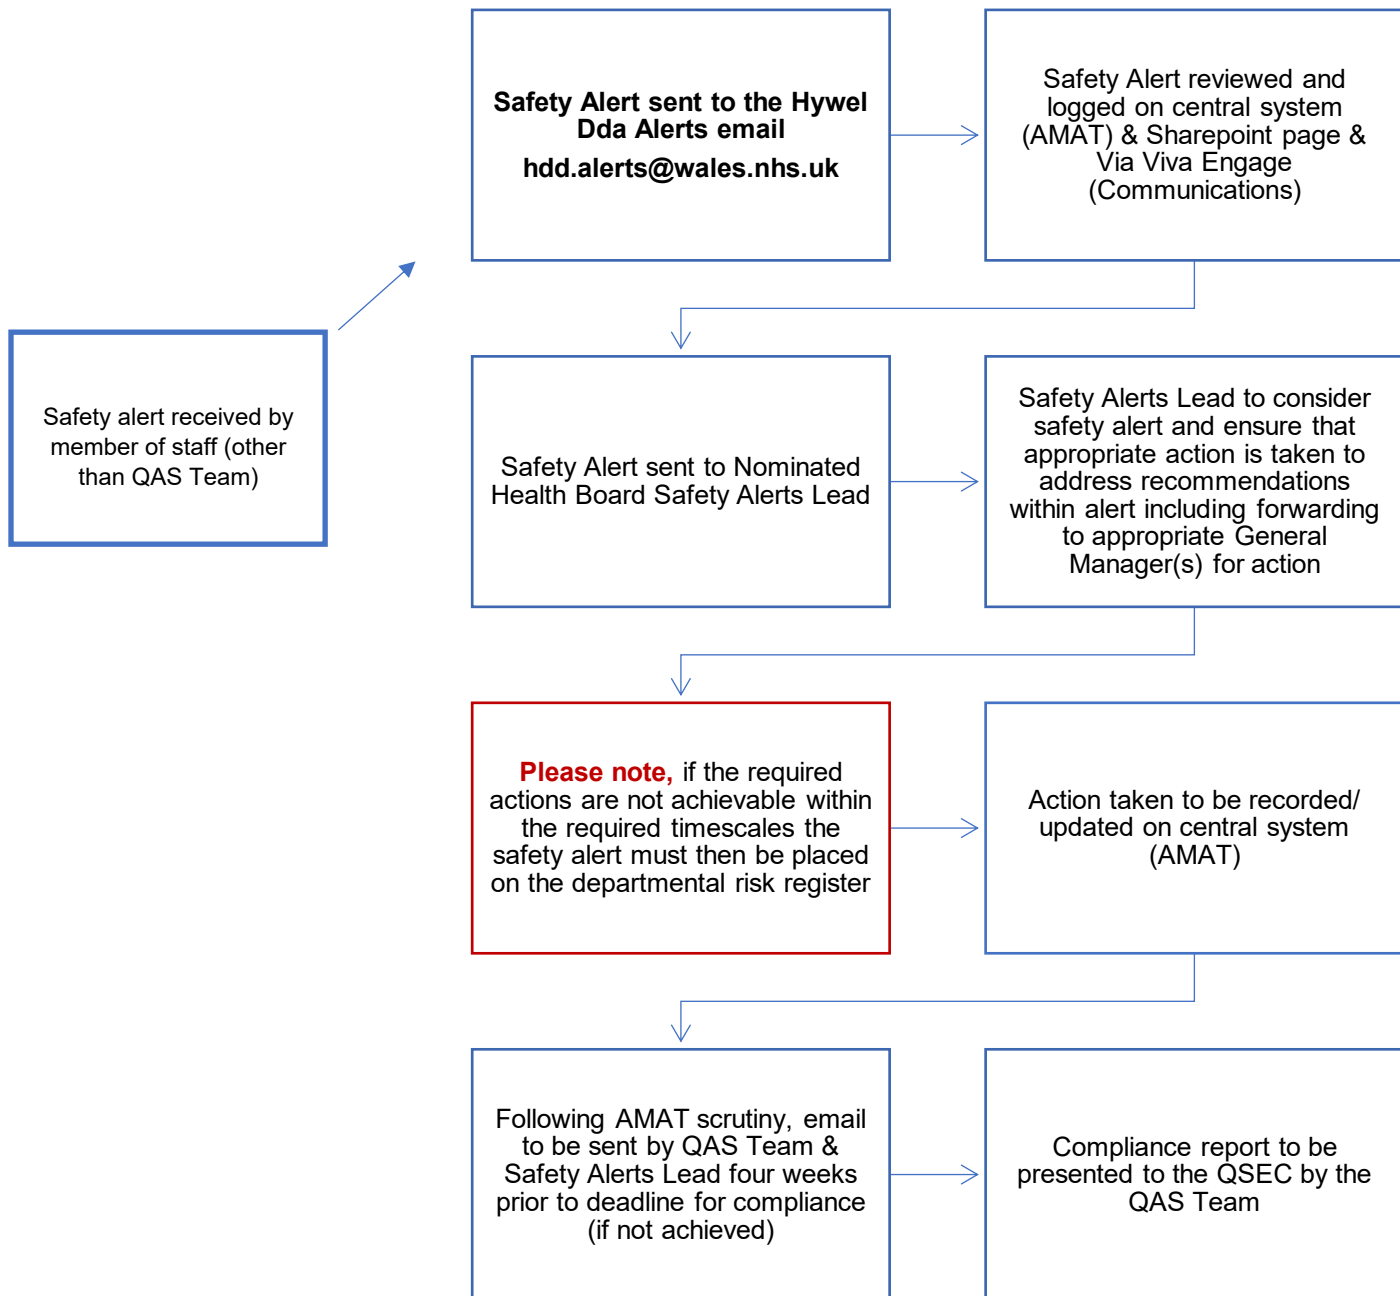 Safety Alert sent to the Hywel
Dda Alerts email
hdd.alerts@wales.nhs.uk
Safety Alert reviewed and
logged on central system
(AMAT) & Sharepoint page &
Via Viva Engage
(Communications)
Safety alert received by
member of staff (other
than QAS Team)
Safety Alert sent to Nominated
Health Board Safety Alerts Lead
Safety Alerts Lead to consider
safety alert and ensure that
appropriate action is taken to
address recommendations
within alert including forwarding
to appropriate General
Manager(s) for action
Please note, if the required
actions are not achievable within
the required timescales the
safety alert must then be placed
on the departmental risk register
Action taken to be recorded/
updated on central system
(AMAT)
Following AMAT scrutiny, email
to be sent by QAS Team &
Safety Alerts Lead four weeks
prior to deadline for compliance
(if not achieved)
Compliance report to be
presented to the QSEC by the
QAS Team